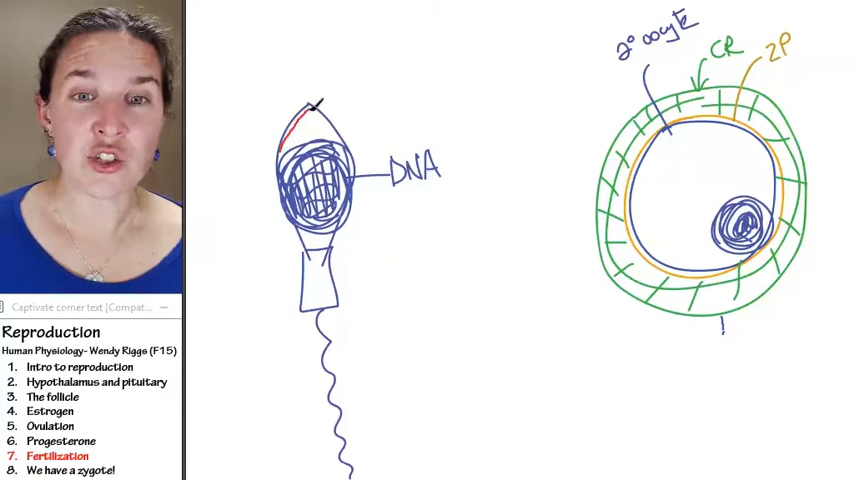 Captivate corner text [Compat...
Reproduction
Human Physiology- Wendy Riggs (F15)
1. Intro to reproduction
2. Hypothalamus and pituitary
3. The follicle
4. Estrogen
5. Ovulation
6. Progesterone
7. Fertilization
8. We have a zygote!
DNA
2° oocyte
CR
ZP